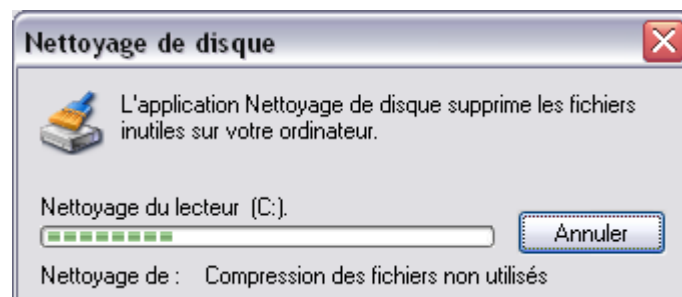 Nettoyage de disque
L'application Nettoyage de disque supprime les fichiers
inutiles sur votre ordinateur.
Nettoyage du lecteur  (C:).
Annuler
Nettoyage de :   Compression des fichiers non utilisés